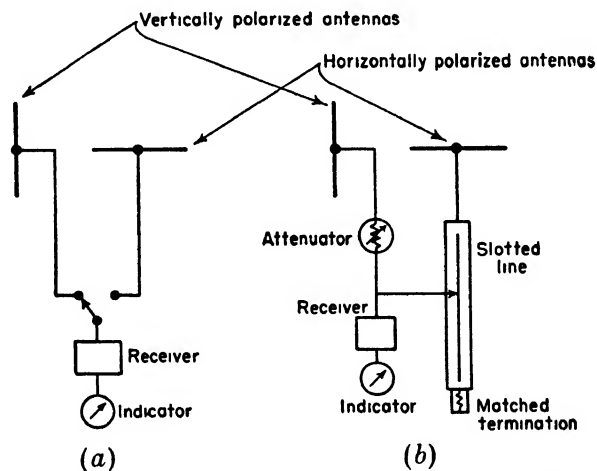 Vertically polarized antennas
Horizontally polarized antennas
Attenuator
Slotted
line
Receiver
Receiver
Indicator
Indicator
Matched
termination
(a)
(b)